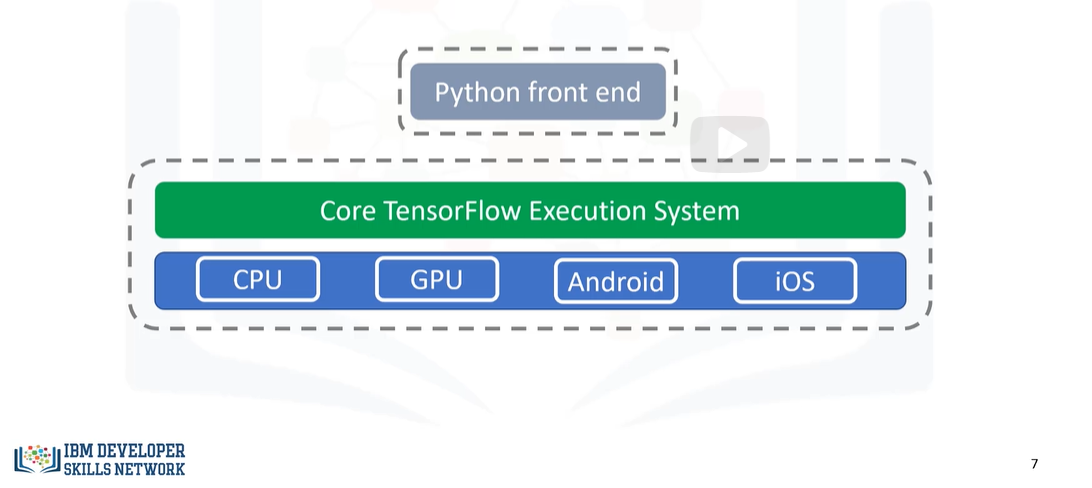 Python front end
Core TensorFlow Execution System
CPU GPU Android iOS
IBM DEVELOPER
SKILLS NETWORK
7